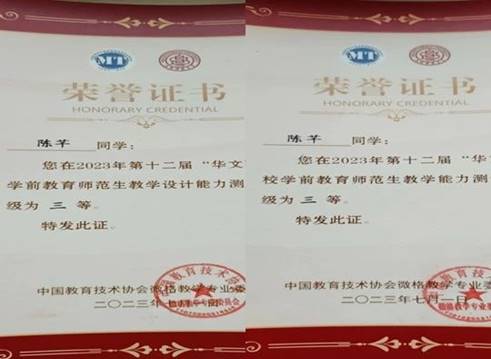 MT
荣誉证书
HONORARY CREDENTIAL
陈芊 同学:
您在2023年第十二届“华文
学前教育师范生教学设计能力测
级为三等。
特发此证。
中国教育技术协会微格教学专业委
二〇二三年七月一日
荣誉证书
HONORARY CREDENTIAL
陈芊 同学:
您在2023年第十二届“华
校学前教育师范生教学能力测
级为三等。
特发此证。
中国教育技术协会微格教学专业
二〇二三年七月一日